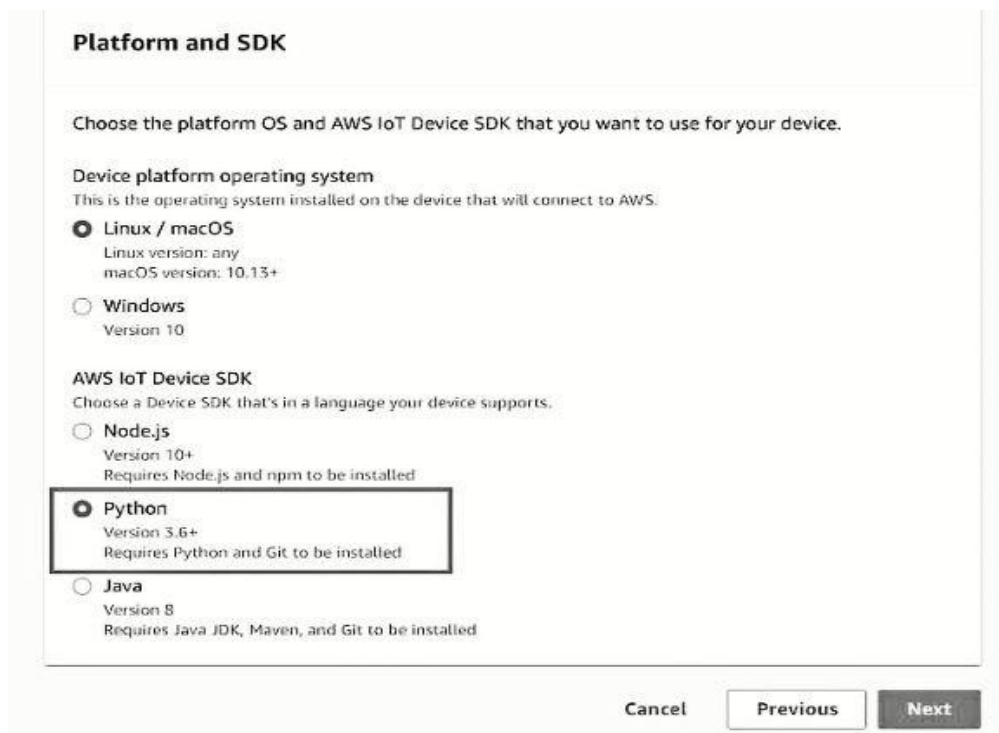 Platform and SDK
Choose the platform OS and AWS IoT Device SDK that you want to use for your device.
Device platform operating system
This is the operating system installed on the device that will connect to AWS.
Linux / macOS
Linux version: any
macOS version: 10.13+
Windows
Version 10
AWS IoT Device SDK
Choose a Device SDK that's in a language your device supports.
Node.js
Version 10+
Requires Node.js and npm to be installed
Python
Version 3.6+
Requires Python and Git to be installed
Java
Version 8
Requires Java JDK, Maven, and Git to be installed
Cancel Previous Next